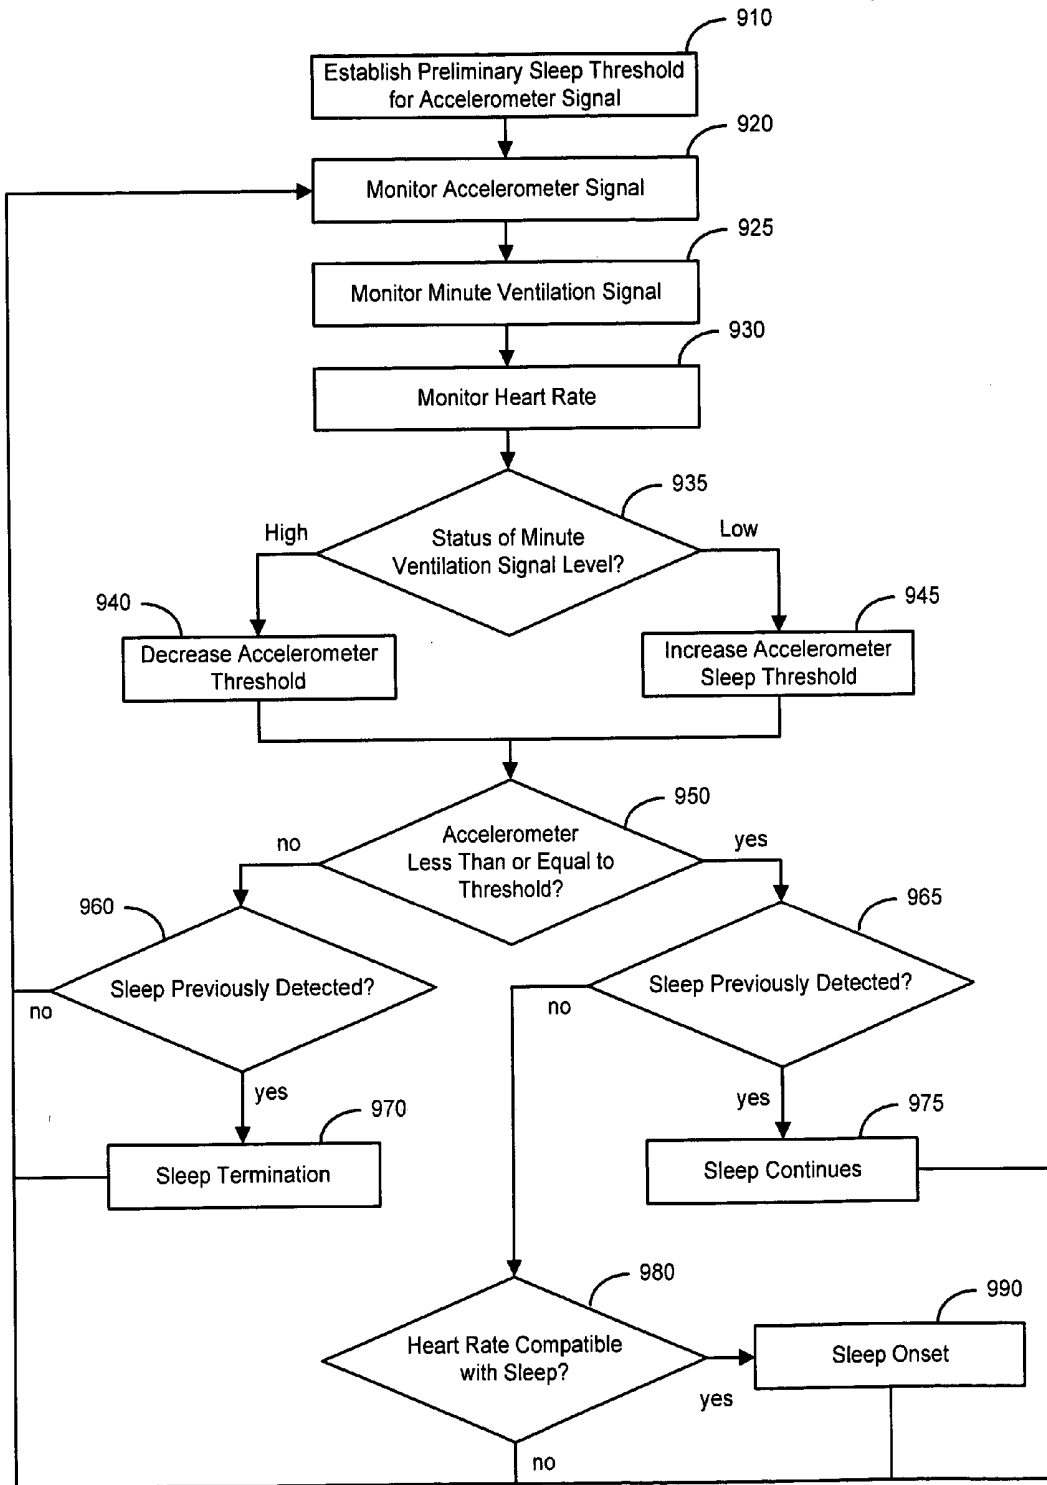 910
Establish Preliminary Sleep Threshold
for Accelerometer Signal
920
Monitor Accelerometer Signal
925
Monitor Minute Ventilation Signal
930
Monitor Heart Rate
935
High
Status of Minute
Ventilation Signal Level?
Low
940
Decrease Accelerometer
Threshold
945
Increase Accelerometer
Sleep Threshold
950
no
Accelerometer
Less Than or Equal to
Threshold?
yes
960
Sleep Previously Detected?
no
yes
965
Sleep Previously Detected?
no
yes
970
Sleep Termination
975
Sleep Continues
980
Heart Rate Compatible
with Sleep?
yes
no
990
Sleep Onset